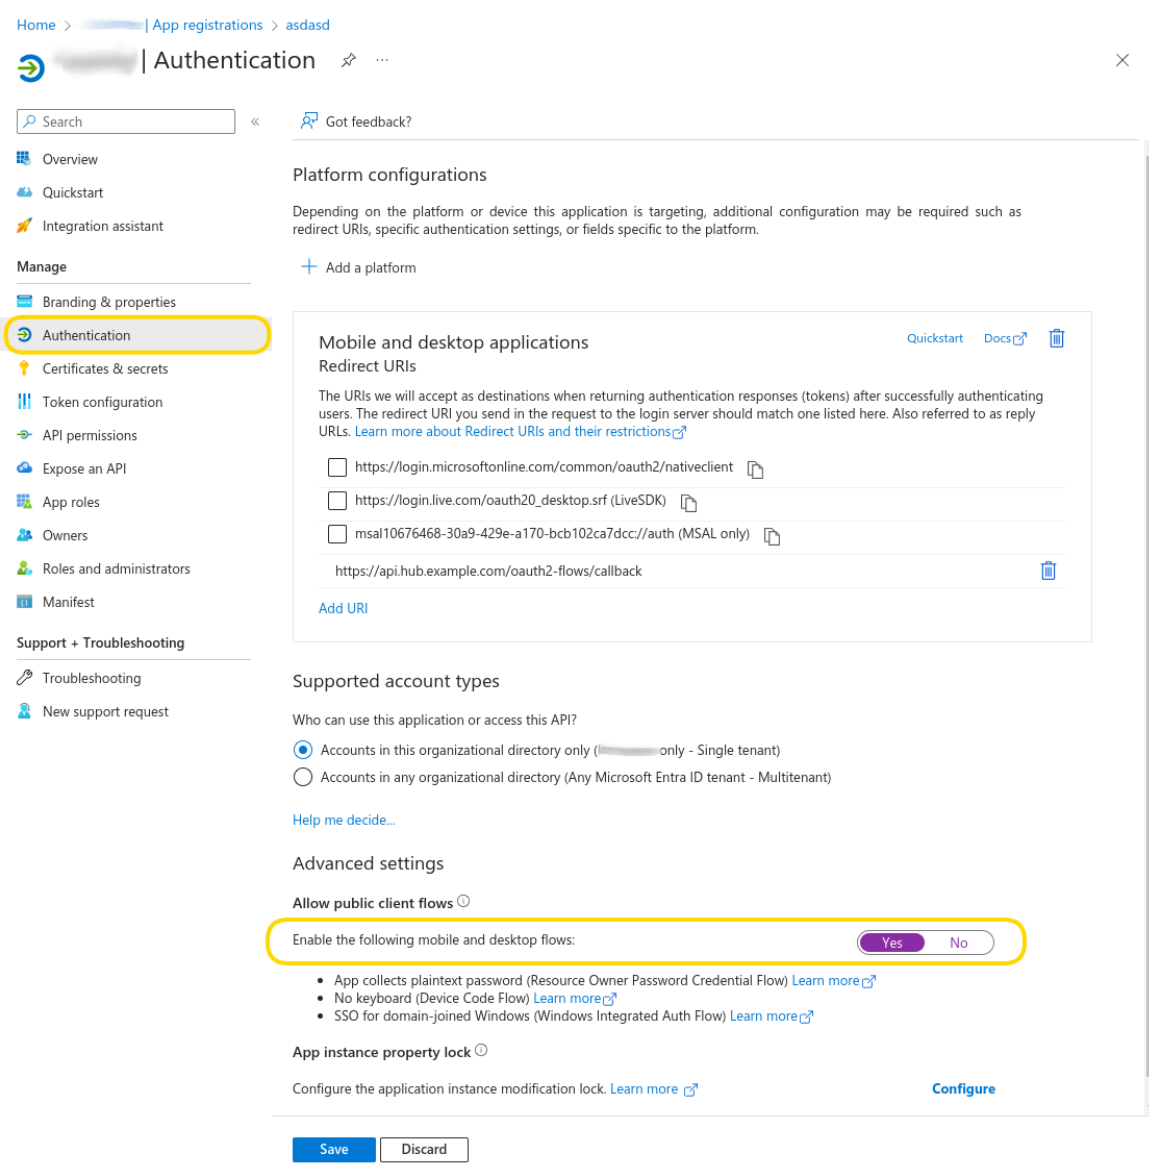 Home > | App registrations > asdasd
| Authentication ...
Search «
Got feedback?
Overview
Quickstart
Integration assistant
Manage
Branding & properties
Authentication
Certificates & secrets
Token configuration
API permissions
Expose an API
App roles
Owners
Roles and administrators
Manifest
Support + Troubleshooting
Troubleshooting
New support request
Platform configurations
Depending on the platform or device this application is targeting, additional configuration may be required such as
redirect URIs, specific authentication settings, or fields specific to the platform.
Add a platform
Mobile and desktop applications Quickstart Docs
Redirect URIs
The URIs we will accept as destinations when returning authentication responses (tokens) after successfully authenticating
users. The redirect URI you send in the request to the login server should match one listed here. Also referred to as reply
URLs. Learn more about Redirect URIs and their restrictions
https://login.microsoftonline.com/common/oauth2/nativeclient
https://login.live.com/oauth20_desktop.srf (LiveSDK)
msal10676468-30a9-429e-a170-bcb102ca7dcc://auth (MSAL only)
https://api.hub.example.com/oauth2-flows/callback
Add URI
Supported account types
Who can use this application or access this API?
Accounts in this organizational directory only ( only - Single tenant)
Accounts in any organizational directory (Any Microsoft Entra ID tenant - Multitenant)
Help me decide...
Advanced settings
Allow public client flows
Enable the following mobile and desktop flows: Yes No
• App collects plaintext password (Resource Owner Password Credential Flow) Learn more
• No keyboard (Device Code Flow) Learn more
• SSO for domain-joined Windows (Windows Integrated Auth Flow) Learn more
App instance property lock
Configure the application instance modification lock. Learn more Configure
Save Discard